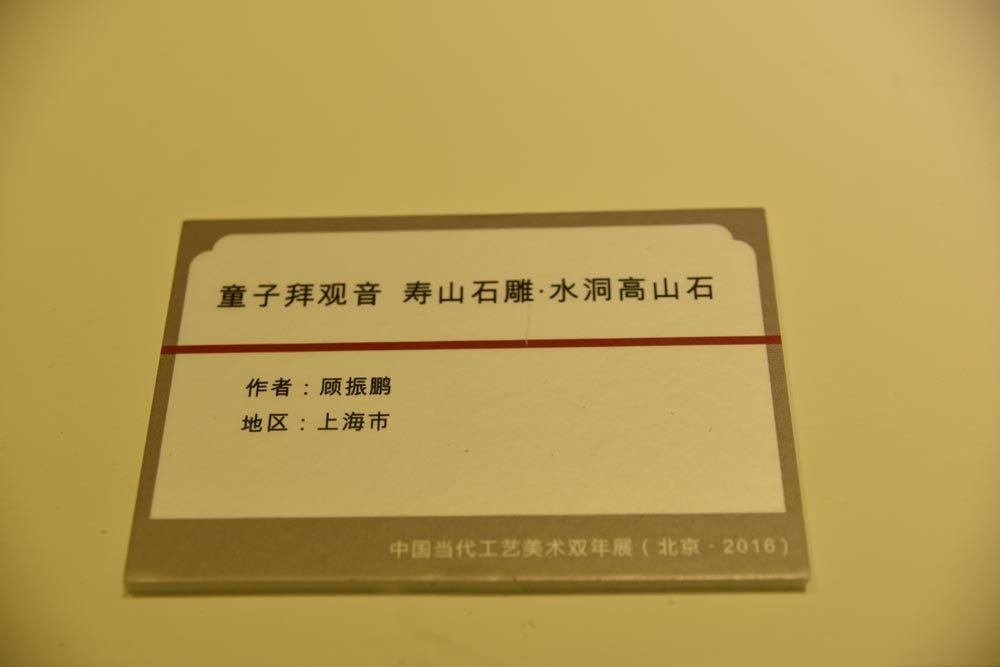 童子拜观音 寿山石雕·水洞高山石
作者：顾振鹏
地区：上海市
中国当代工艺美术双年展（北京·2016）